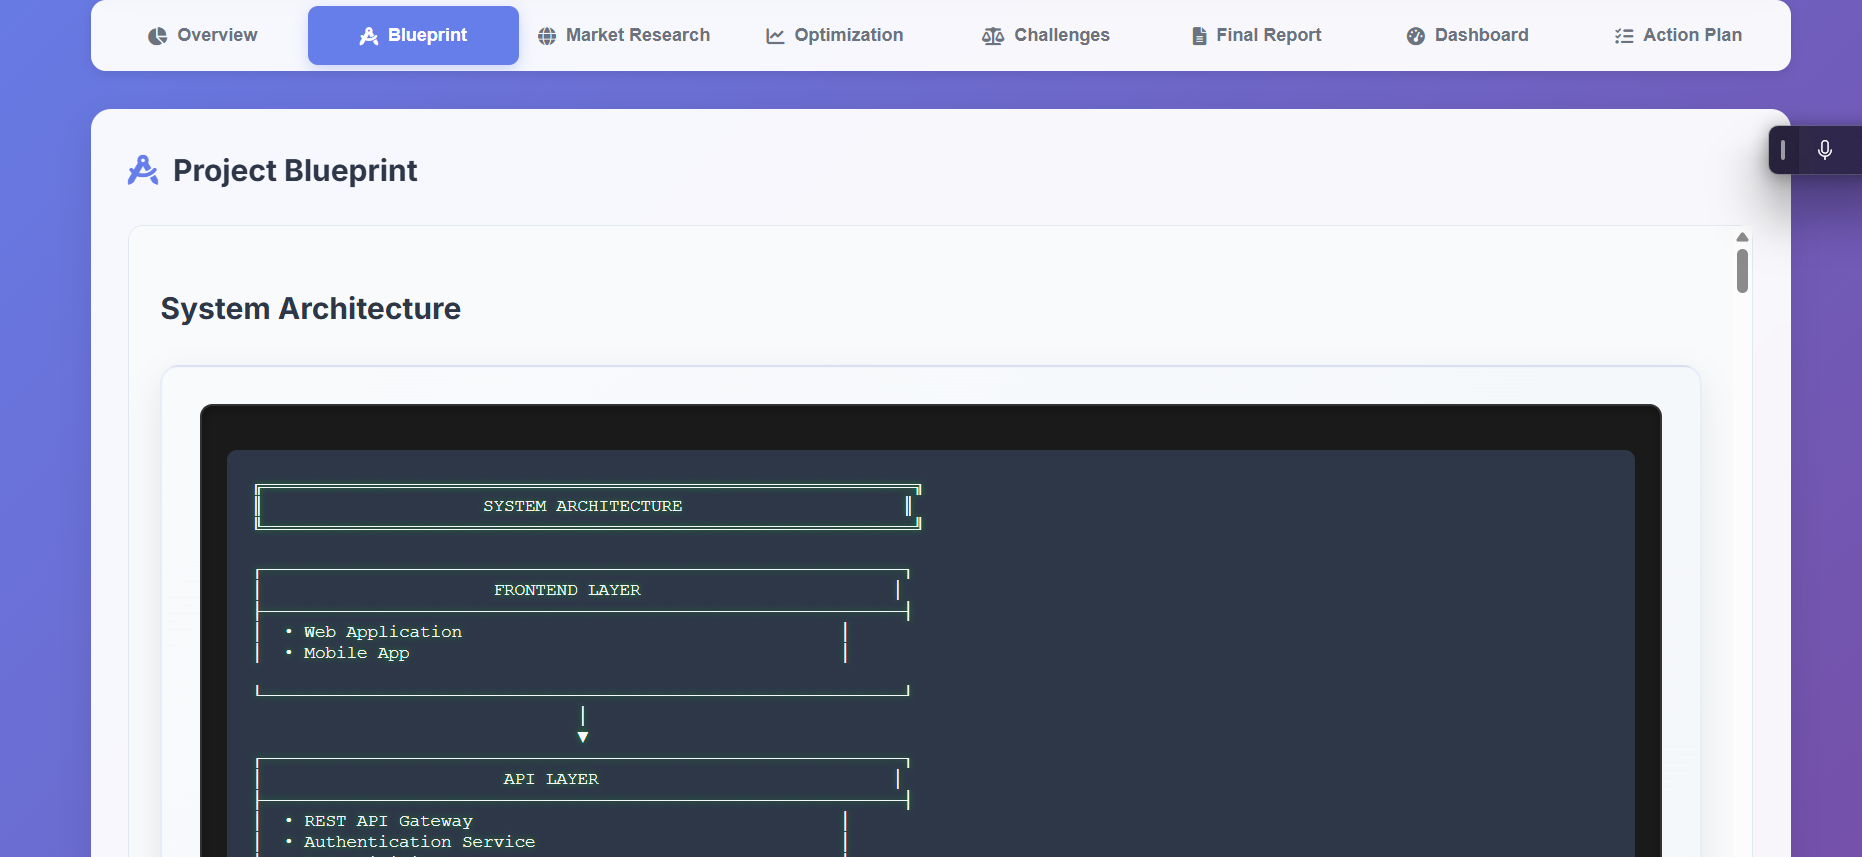 Overview
Blueprint
Market Research
Optimization
Challenges
Final Report
Dashboard
Action Plan
Project Blueprint
System Architecture
SYSTEM ARCHITECTURE
FRONTEND LAYER
• Web Application
• Mobile App
API LAYER
• REST API Gateway
• Authentication Service